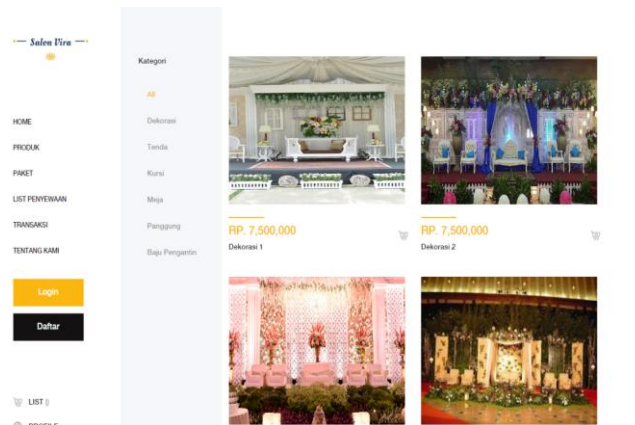 Salon Vira
HOME
PRODUK
PAKET
LIST PENYEWAAN
TRANSAKSI
TENTANG KAMI
Login
Daftar
LIST ()
PROFILE
Kategori
All
Dekorasi
Tenda
Kursi
Meja
Panggung
Baju Pengantin
RP. 7,500,000
Dekorasi 1
RP. 7,500,000
Dekorasi 2